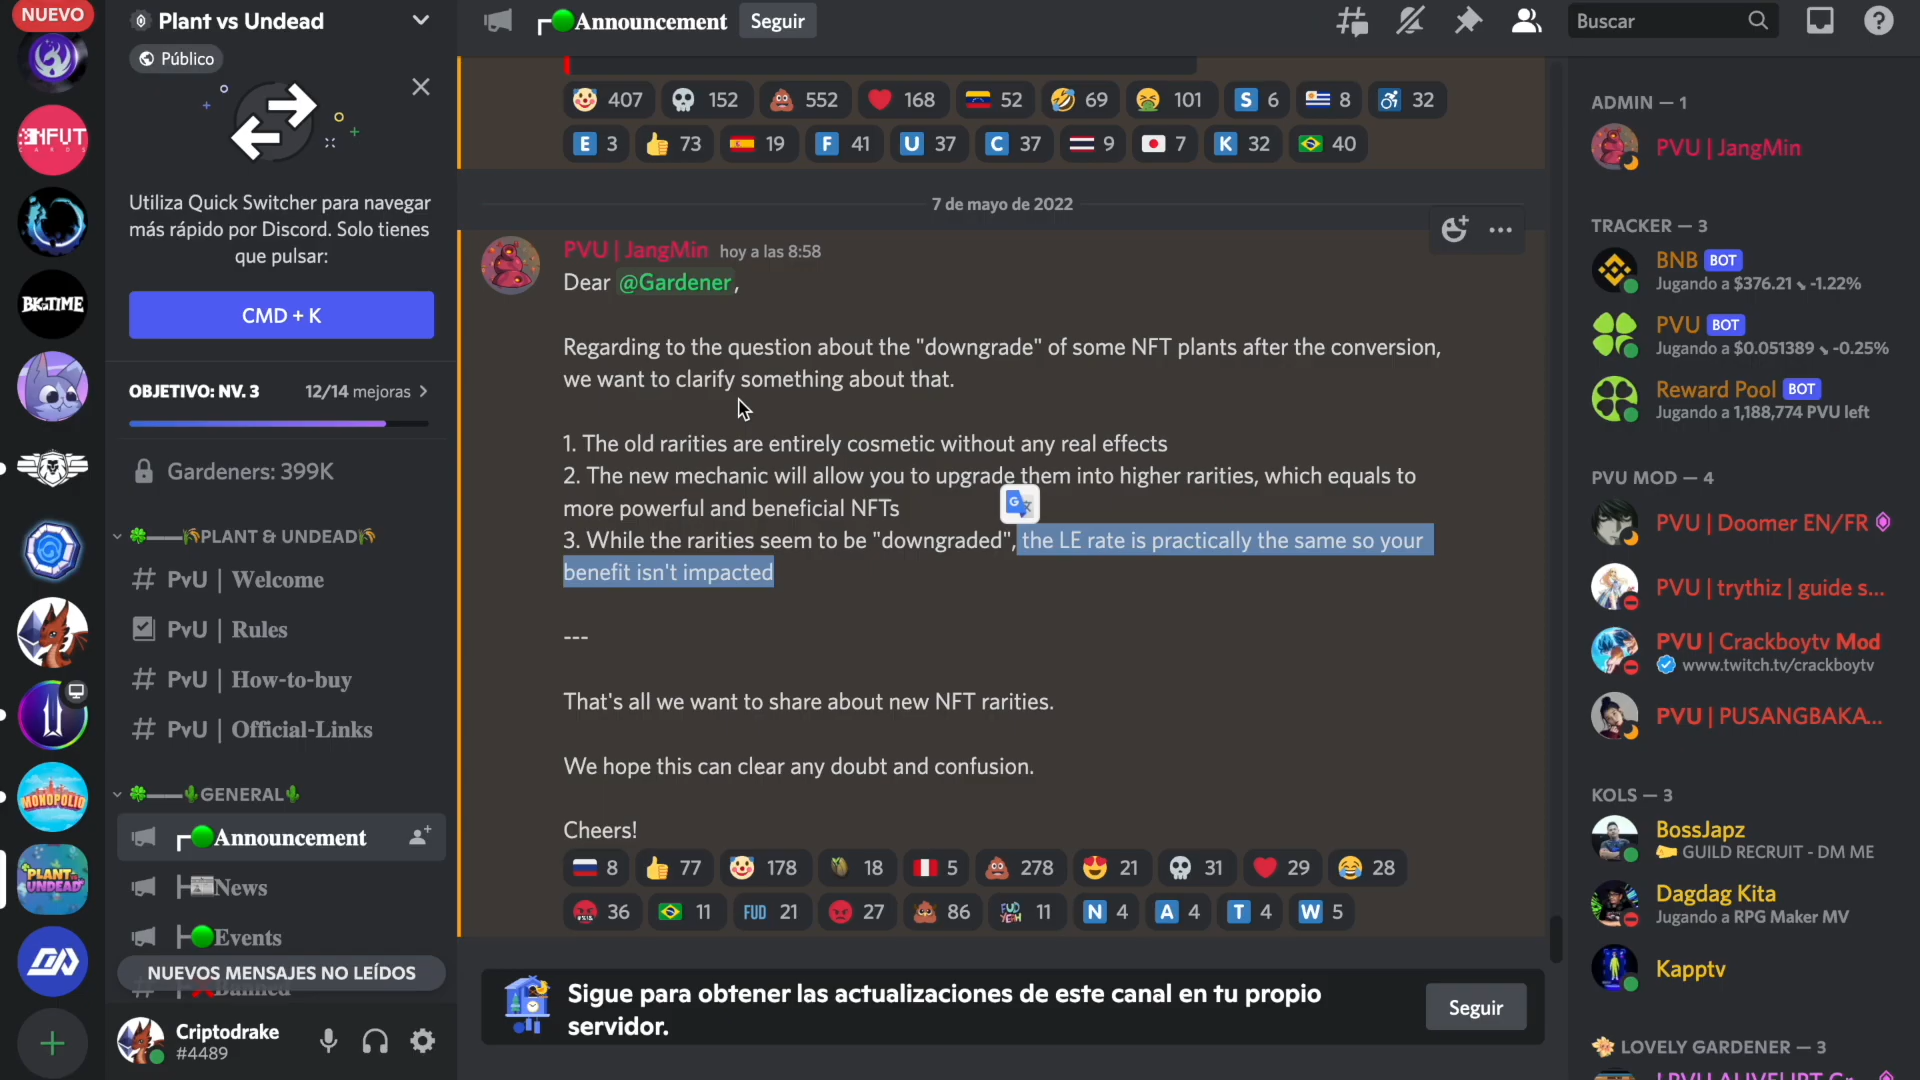 NUEVO
Plant vs Undead
Público
Utiliza Quick Switcher para navegar
más rápido por Discord. Solo tienes
que pulsar:
CMD + K
OBJETIVO: NV. 3 12/14 mejoras
Gardeners: 399K
PLANT & UNDEAD
PvU | Welcome
PvU | Rules
PvU | How-to-buy
PvU | Official-Links
GENERAL
Announcement
News
Events
NUEVOS MENSAJES NO LEÍDOS
Criptodrake
#4489
NFUT
CARDS
BIGTIME
MONOPOLIO
PLANT VS UNDEAD
Announcement Seguir
Buscar
407 152 552 168 52 69 101 S 6 8 32
E 3 73 19 F 41 U 37 C 37 9 7 K 32 40
7 de mayo de 2022
PVU | JangMin hoy a las 8:58
Dear @Gardener,
Regarding to the question about the "downgrade" of some NFT plants after the conversion,
we want to clarify something about that.
1. The old rarities are entirely cosmetic without any real effects
2. The new mechanic will allow you to upgrade them into higher rarities, which equals to
more powerful and beneficial NFTs
3. While the rarities seem to be "downgraded", the LE rate is practically the same so your
benefit isn't impacted
---
That's all we want to share about new NFT rarities.
We hope this can clear any doubt and confusion.
Cheers!
8 77 178 18 5 278 21 31 29 28
36 11 FUD 21 27 86 FUD YEAH 11 N 4 A 4 T 4 W 5
Sigue para obtener las actualizaciones de este canal en tu propio
servidor.
Seguir
ADMIN — 1
PVU | JangMin
TRACKER — 3
BNB BOT
Jugando a $376.21 ⬊ -1.22%
PVU BOT
Jugando a $0.051389 ⬊ -0.25%
Reward Pool BOT
Jugando a 1,188,774 PVU left
PVU MOD — 4
PVU | Doomer EN/FR
PVU | trythiz | guide s...
PVU | Crackboytv Mod
www.twitch.tv/crackboytv
PVU | PUSANGBAKA...
KOLS — 3
BossJapz
GUILD RECRUIT - DM ME
Dagdag Kita
Jugando a RPG Maker MV
Kapptv
LOVELY GARDENER — 3